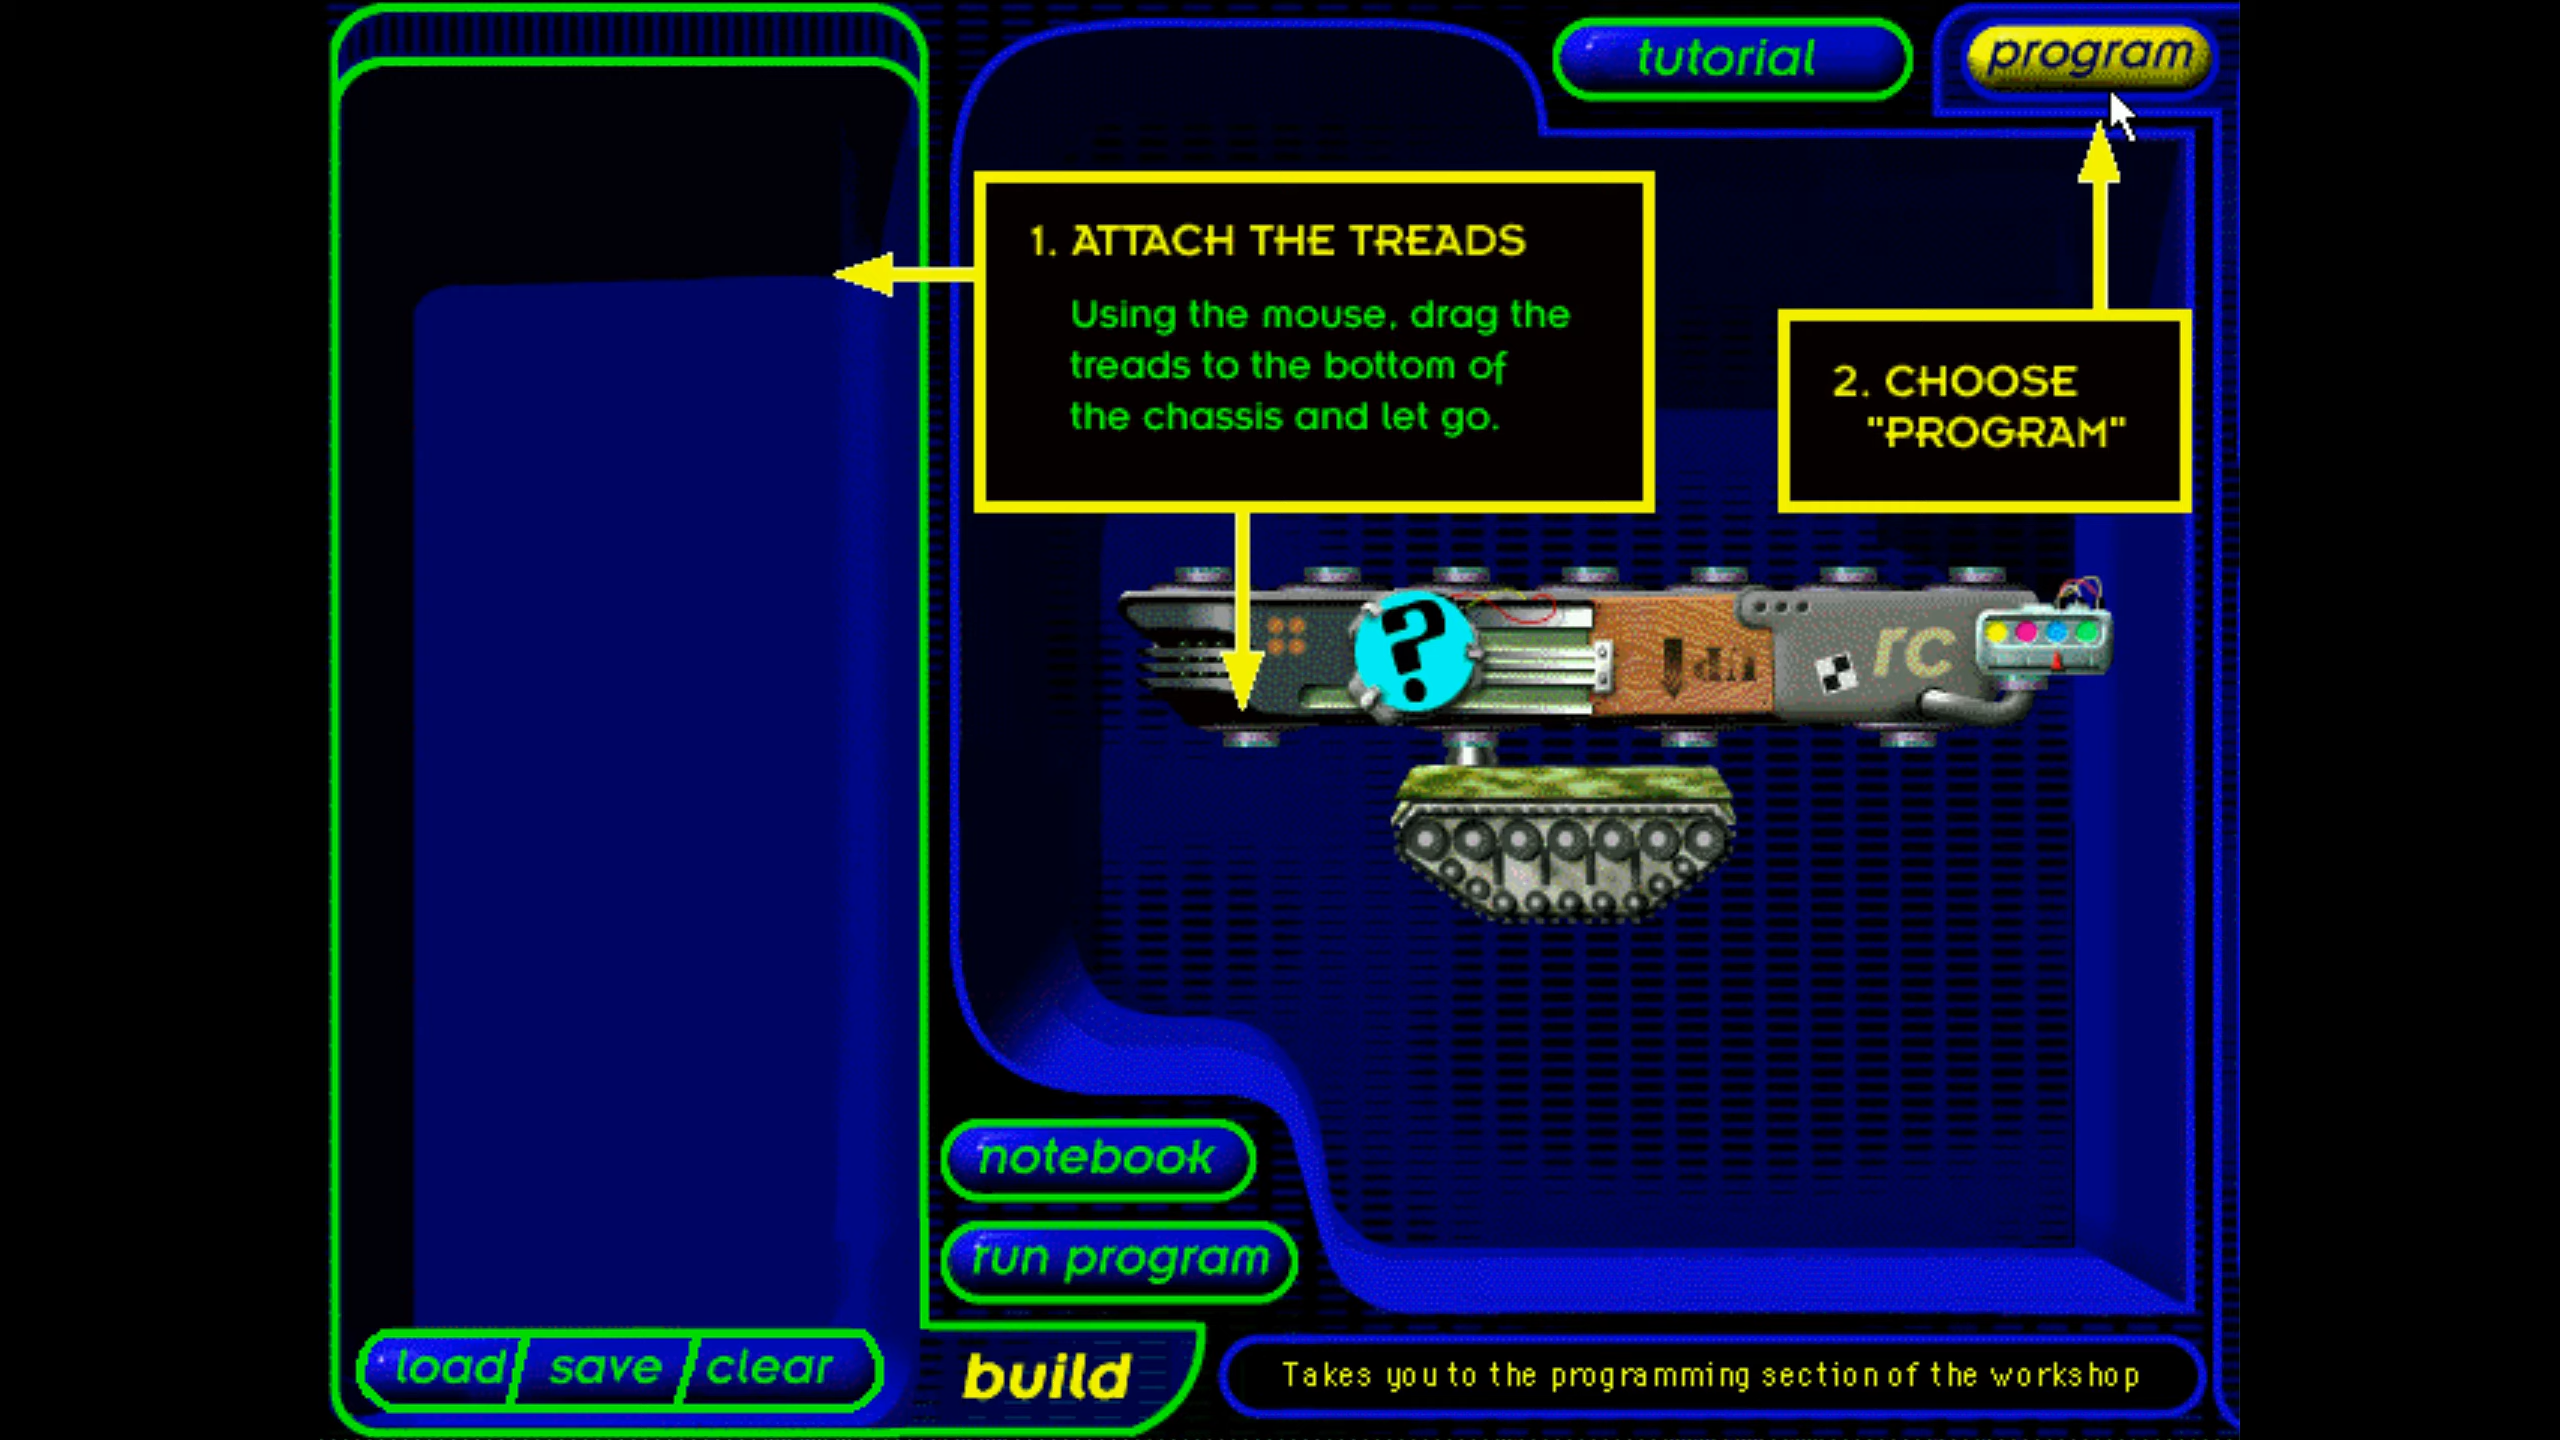 tutorial
program
1. ATTACH THE TREADS
Using the mouse, drag the
treads to the bottom of
the chassis and let go.
2. CHOOSE
"PROGRAM"
?
rc
notebook
run program
load save clear
build
Takes you to the programming section of the workshop